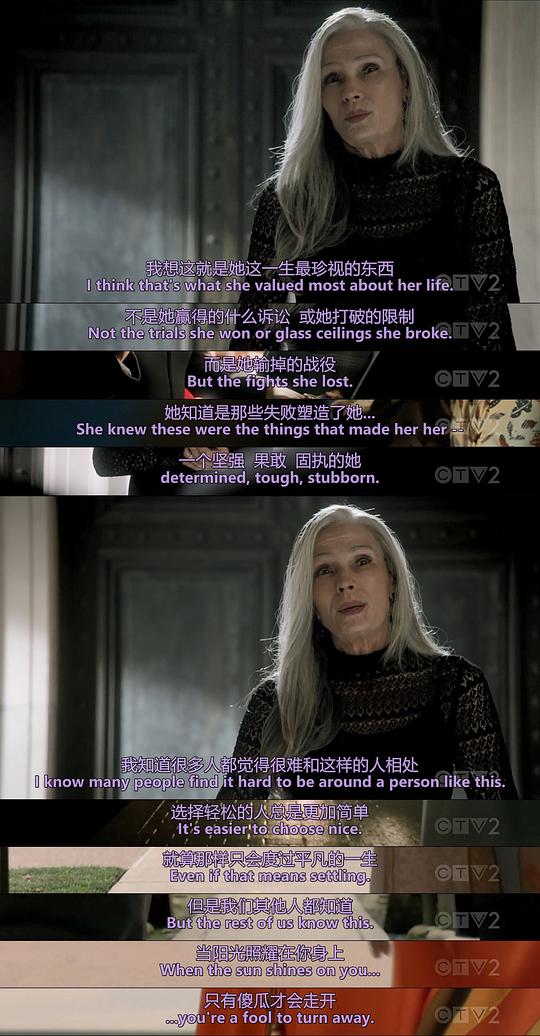 我想这就是她这一生最珍视的东西
I think that's what she valued most about her life.
CTV2
不是她赢得的什么诉讼 或她打破的限制
Not the trials she won or glass ceilings she broke.
CTV2
而是她输掉的战役
But the fights she lost.
CTV2
她知道是那些失败塑造了她...
She knew these were the things that made her her --
CTV2
一个坚强 果敢 固执的她
determined, tough, stubborn.
CTV2
我知道很多人都觉得很难和这样的人相处
I know many people find it hard to be around a person like this.
CTV2
选择轻松的人总是更加简单
It's easier to choose nice.
CTV2
就算那样只会度过平凡的一生
Even if that means settling.
CTV2
但是我们其他人都知道
But the rest of us know this.
CTV2
当阳光照耀在你身上
When the sun shines on you...
CTV2
只有傻瓜才会走开
...you're a fool to turn away.
CTV2